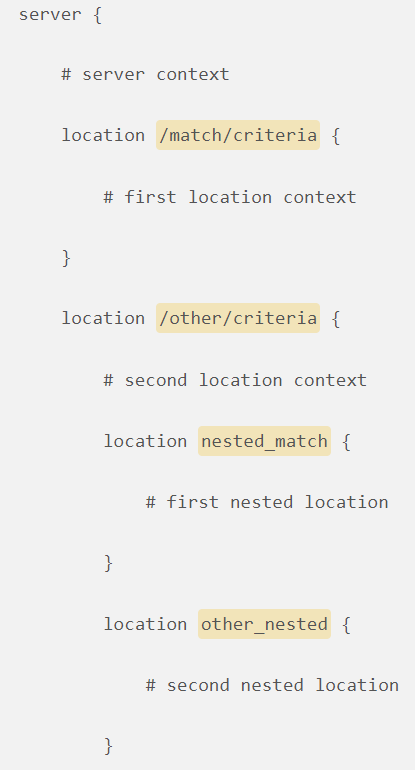 server {
# server context
location /match/criteria {
# first location context
}
location /other/criteria {
# second location context
location nested_match {
# first nested location
}
location other_nested {
# second nested location
}